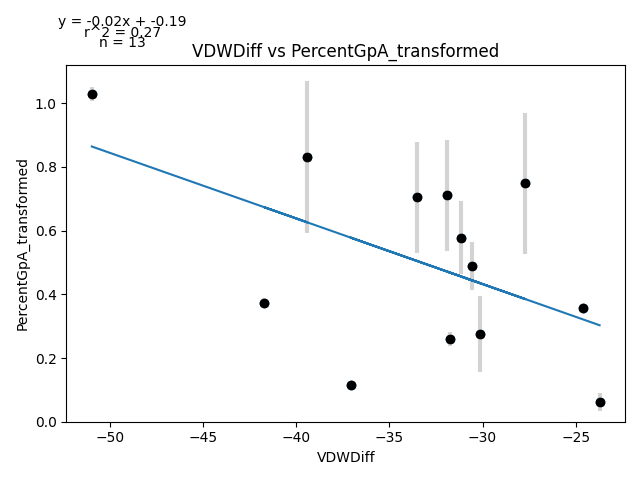 y = -0.02x + -0.19
r^2 = 0.27
n = 13
VDWDiff vs PercentGpA_transformed
PercentGpA_transformed
1.0
0.8
0.6
0.4
0.2
0.0
−50
−45
−40
−35
−30
−25
VDWDiff